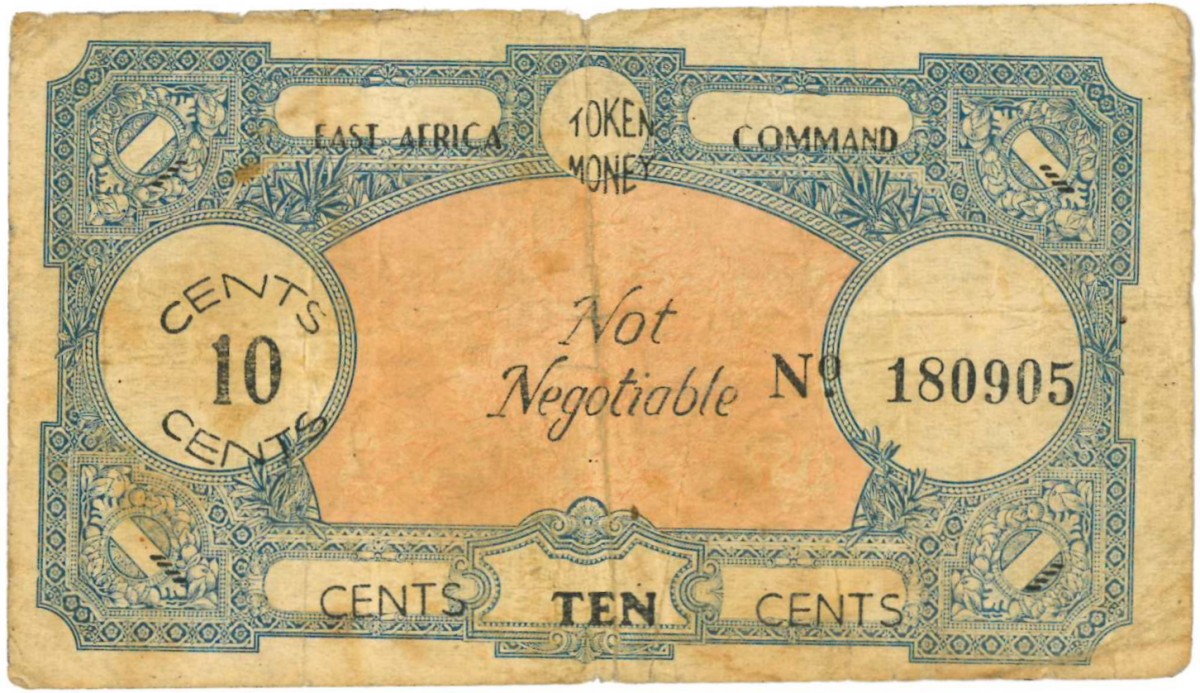 EAST AFRICA
TOKEN
MONEY
COMMAND
CENTS
10
CENTS
Not
Negotiable
Nº 180905
CENTS
TEN
CENTS